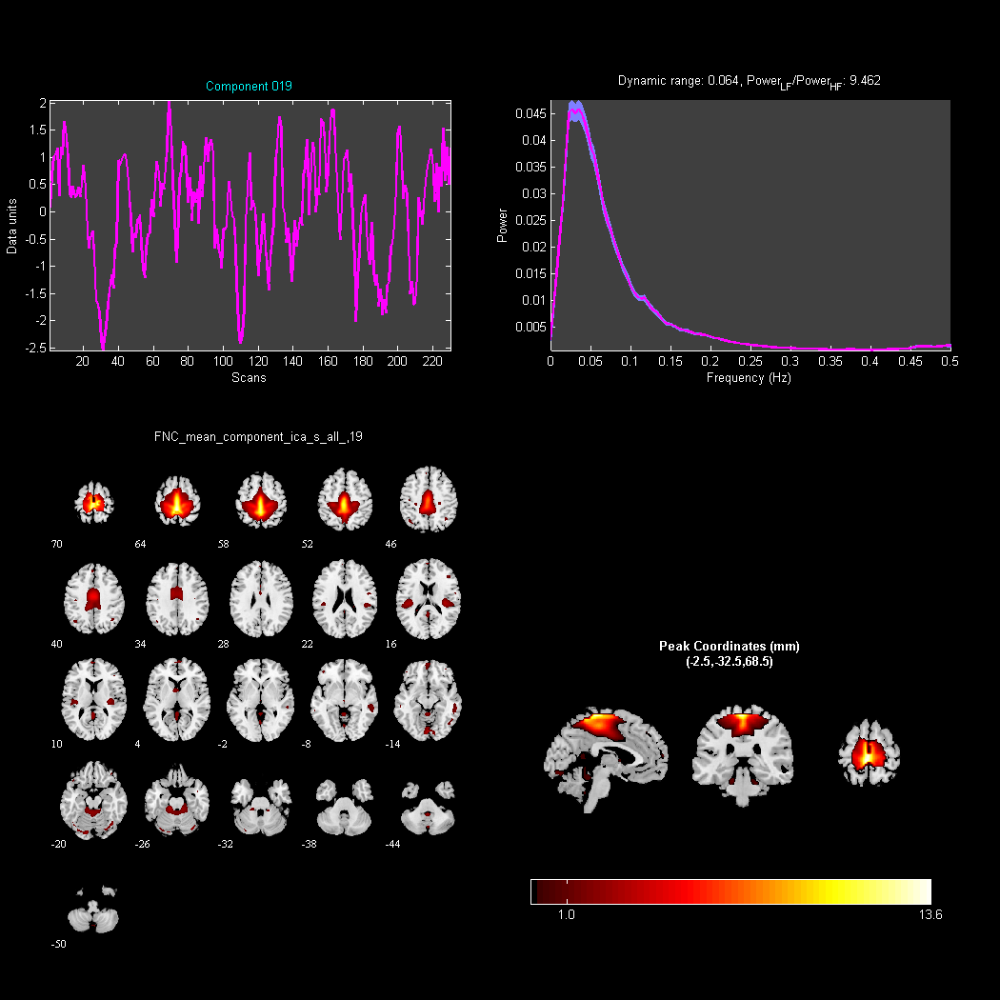 Component 019
2
1.5
1
0.5
0
-0.5
-1
-1.5
-2
-2.5
Data units
20 40 60 80 100 120 140 160 180 200 220
Scans
Dynamic range: 0.064, PowerLF/PowerHF: 9.462
0.045
0.04
0.035
0.03
0.025
0.02
0.015
0.01
0.005
Power
0 0.05 0.1 0.15 0.2 0.25 0.3 0.35 0.4 0.45 0.5
Frequency (Hz)
FNC_mean_component_ica_s_all_,19
70 64 58 52 46
40 34 28 22 16
10 4 -2 -8 -14
-20 -26 -32 -38 -44
-50
Peak Coordinates (mm)
(-2.5,-32.5,68.5)
1.0 13.6